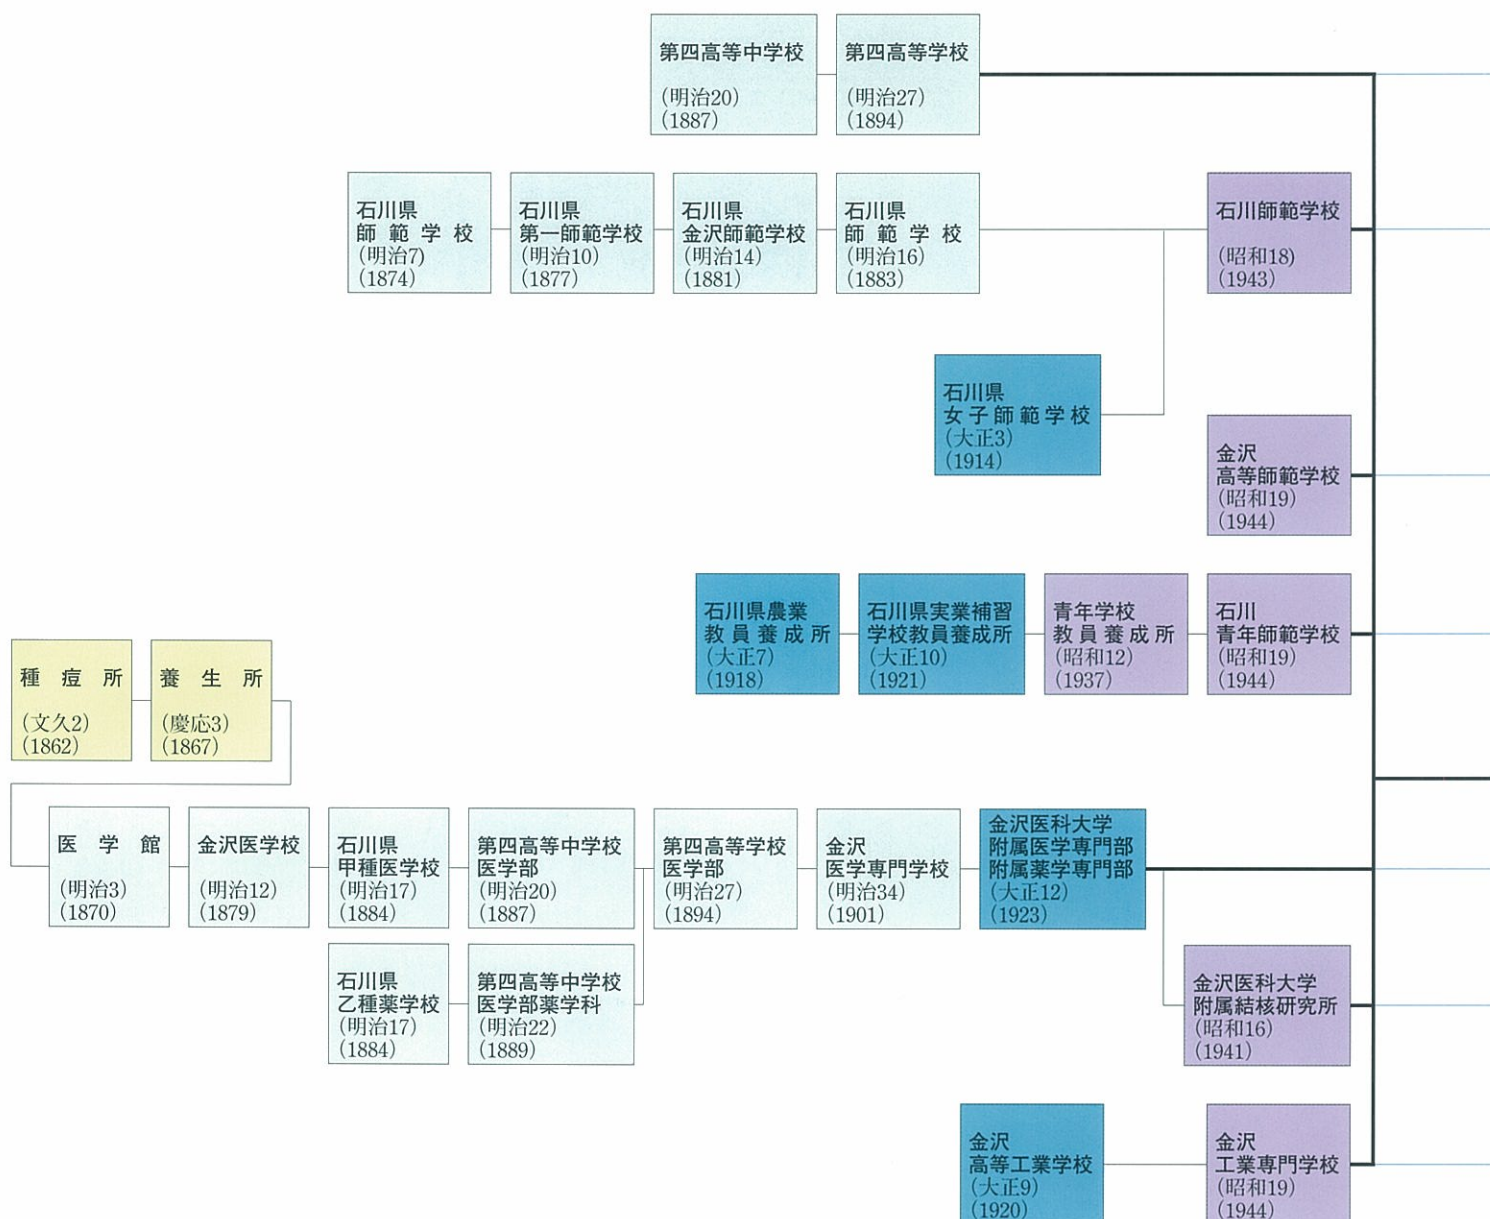 第四高等中学校
(明治20)
(1887)
第四高等学校
(明治27)
(1894)
石川県
師範学校
(明治7)
(1874)
石川県
第一師範学校
(明治10)
(1877)
石川県
金沢師範学校
(明治14)
(1881)
石川県
師範学校
(明治16)
(1883)
石川師範学校
(昭和18)
(1943)
石川県
女子師範学校
(大正3)
(1914)
金沢
高等師範学校
(昭和19)
(1944)
石川県農業
教員養成所
(大正7)
(1918)
石川県実業補習
学校教員養成所
(大正10)
(1921)
青年学校
教員養成所
(昭和12)
(1937)
石川
青年師範学校
(昭和19)
(1944)
種痘所
(文久2)
(1862)
養生所
(慶応3)
(1867)
医学館
(明治3)
(1870)
金沢医学校
(明治12)
(1879)
石川県
甲種医学校
(明治17)
(1884)
第四高等中学校
医学部
(明治20)
(1887)
第四高等学校
医学部
(明治27)
(1894)
金沢
医学専門学校
(明治34)
(1901)
金沢医科大学
附属医学専門部
附属薬学専門部
(大正12)
(1923)
石川県
乙種薬学校
(明治17)
(1884)
第四高等中学校
医学部薬学科
(明治22)
(1889)
金沢医科大学
附属結核研究所
(昭和16)
(1941)
金沢
高等工業学校
(大正9)
(1920)
金沢
工業専門学校
(昭和19)
(1944)